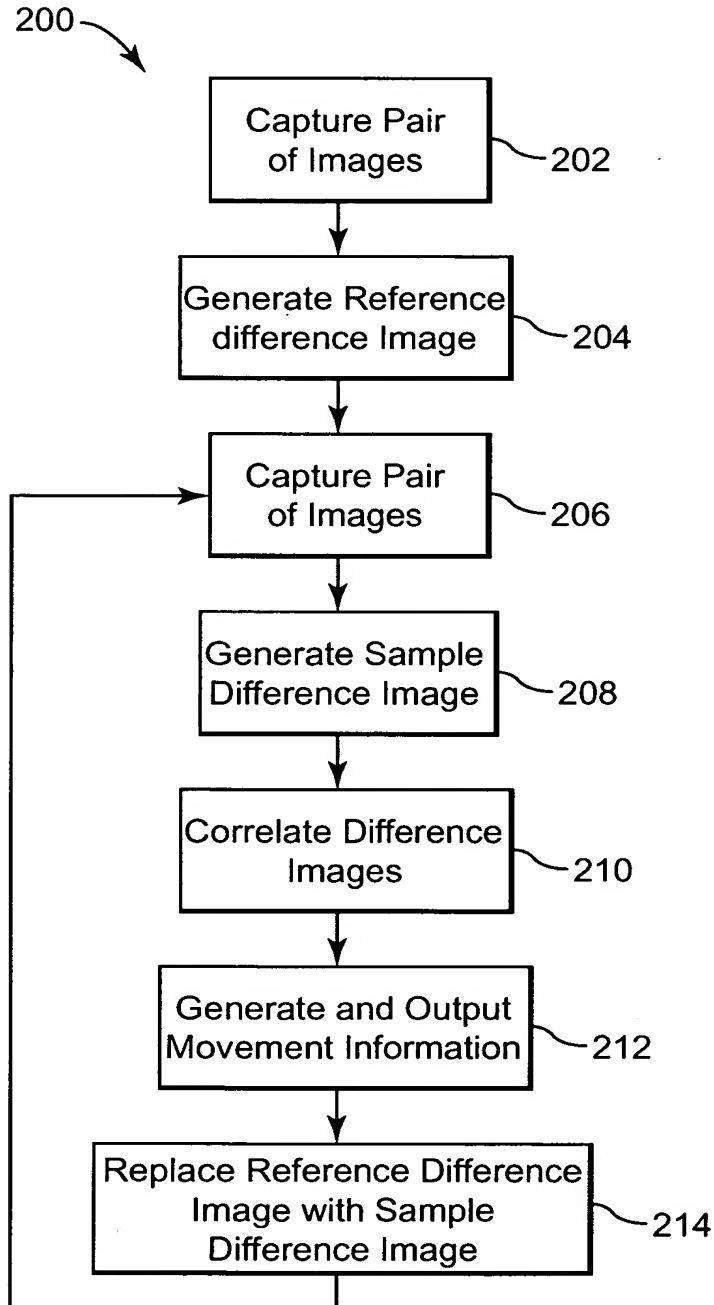 200
Capture Pair
of Images
202
Generate Reference
difference Image
204
Capture Pair
of Images
206
Generate Sample
Difference Image
208
Correlate Difference
Images
210
Generate and Output
Movement Information
212
Replace Reference Difference
Image with Sample
Difference Image
214